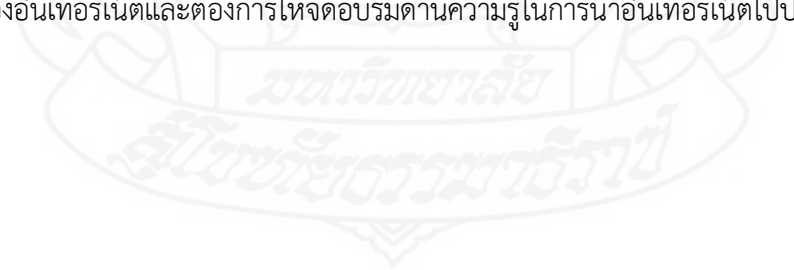 องอินเทอร์เน็ตและต้องการให้จัดอบรมด้านความรู้ในการนำอินเทอร์เน็ตไปป
มหาวิทยาลัย
สุโขทัยธรรมาธิราช